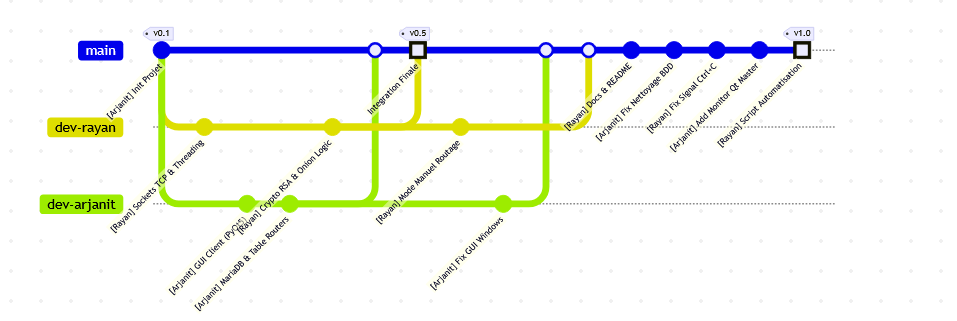 v0.1
v0.5
v1.0
main
dev-rayan
dev-arjanit
[Arjanit] Init Projet
[Rayan] Sockets TCP & Threading
[Arjanit] GUI Client (PyQt5)
[Arjanit] MariaDB & Table Routers
[Rayan] Crypto RSA & Onion Logic
Integration Finale
[Rayan] Mode Manuel Routage
[Arjanit] Fix GUI Windows
[Rayan] Docs & README
[Arjanit] Fix Nettoyage BDD
[Rayan] Fix Signal Ctrl+C
[Arjanit] Add Monitor Qt Master
[Rayan] Script Automatisation